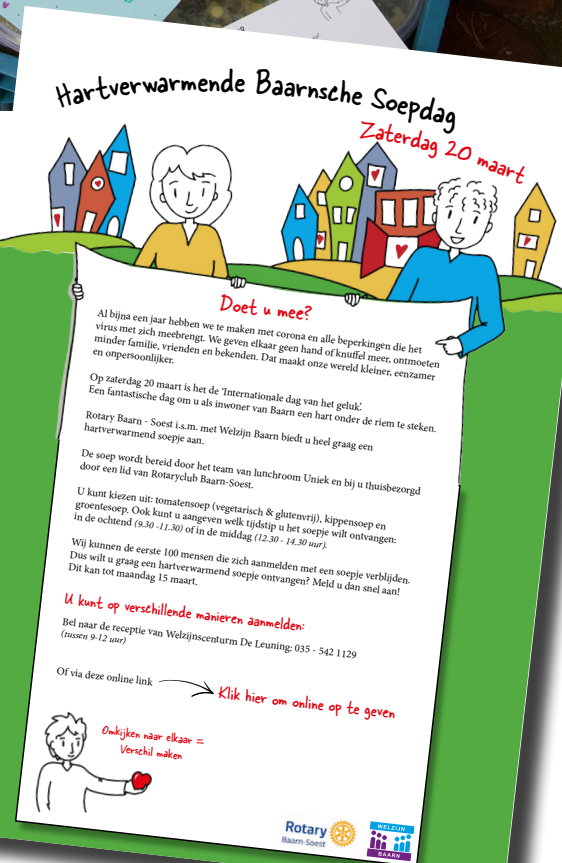 Hartverwarmende Baarnsche Soepdag
Zaterdag 20 maart
Doet u mee?
Al bijna een jaar hebben we te maken met corona en alle beperkingen die het
virus met zich meebrengt. We geven elkaar geen hand of knuffel meer, ontmoeten
minder familie, vrienden en bekenden. Dat maakt onze wereld kleiner, eenzamer
en onpersoonlijker.
Op zaterdag 20 maart is het de 'Internationale dag van het geluk'.
Een fantastische dag om u als inwoner van Baarn een hart onder de riem te steken.
Rotary Baarn - Soest i.s.m. met Welzijn Baarn biedt u heel graag een
hartverwarmend soepje aan.
De soep wordt bereid door het team van lunchroom Uniek en bij u thuisbezorgd
door een lid van Rotaryclub Baarn-Soest.
U kunt kiezen uit: tomatensoep (vegetarisch & glutenvrij), kippensoep en
groentesoep. Ook kunt u aangeven welk tijdstip u het soepje wilt ontvangen:
in de ochtend (9.30 -11.30) of in de middag (12.30 - 14.30 uur).
Wij kunnen de eerste 100 mensen die zich aanmelden met een soepje verblijden.
Dus wilt u graag een hartverwarmend soepje ontvangen? Meld u dan snel aan!
Dit kan tot maandag 15 maart.
U kunt op verschillende manieren aanmelden:
Bel naar de receptie van Welzijnscenturm De Leuning: 035 - 542 1129
(tussen 9-12 uur)
Of via deze online link
Klik hier om online op te geven
Omkijken naar elkaar =
Verschil maken
Rotary
Baarn-Soest
WELZIJN
BAARN